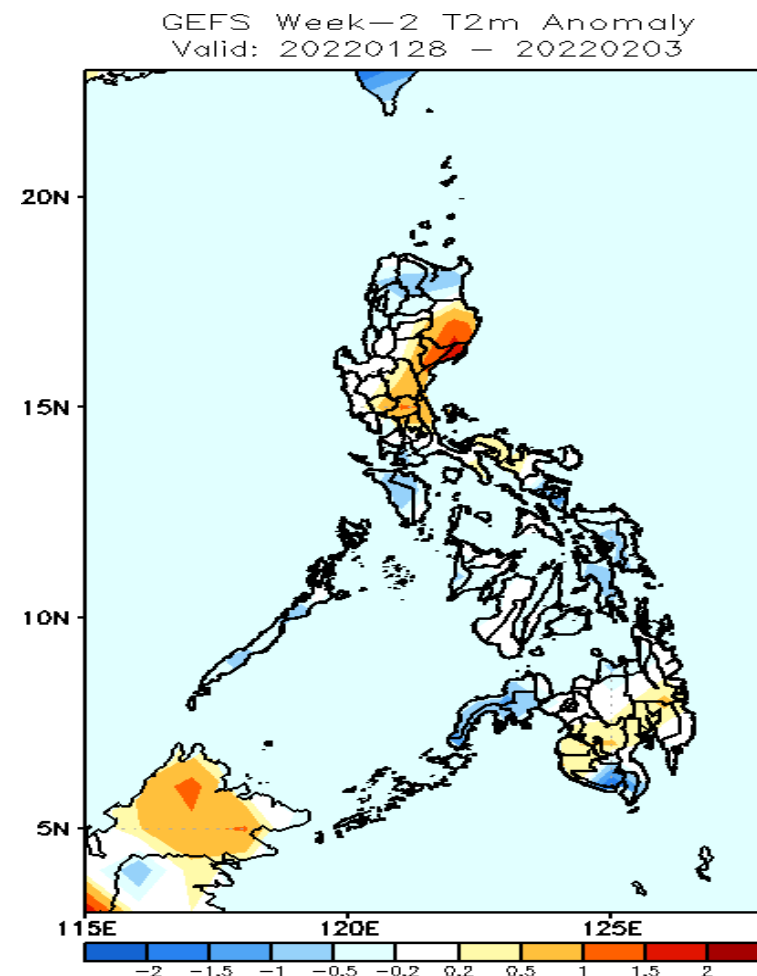 GEFS Week-2 T2m Anomaly
Valid: 20220128 - 20220203
20N
15N
10N
5N
115E 120E 125E
-2 -1.5 -1 -0.5 -0.2 0.2 0.5 1 1.5 2